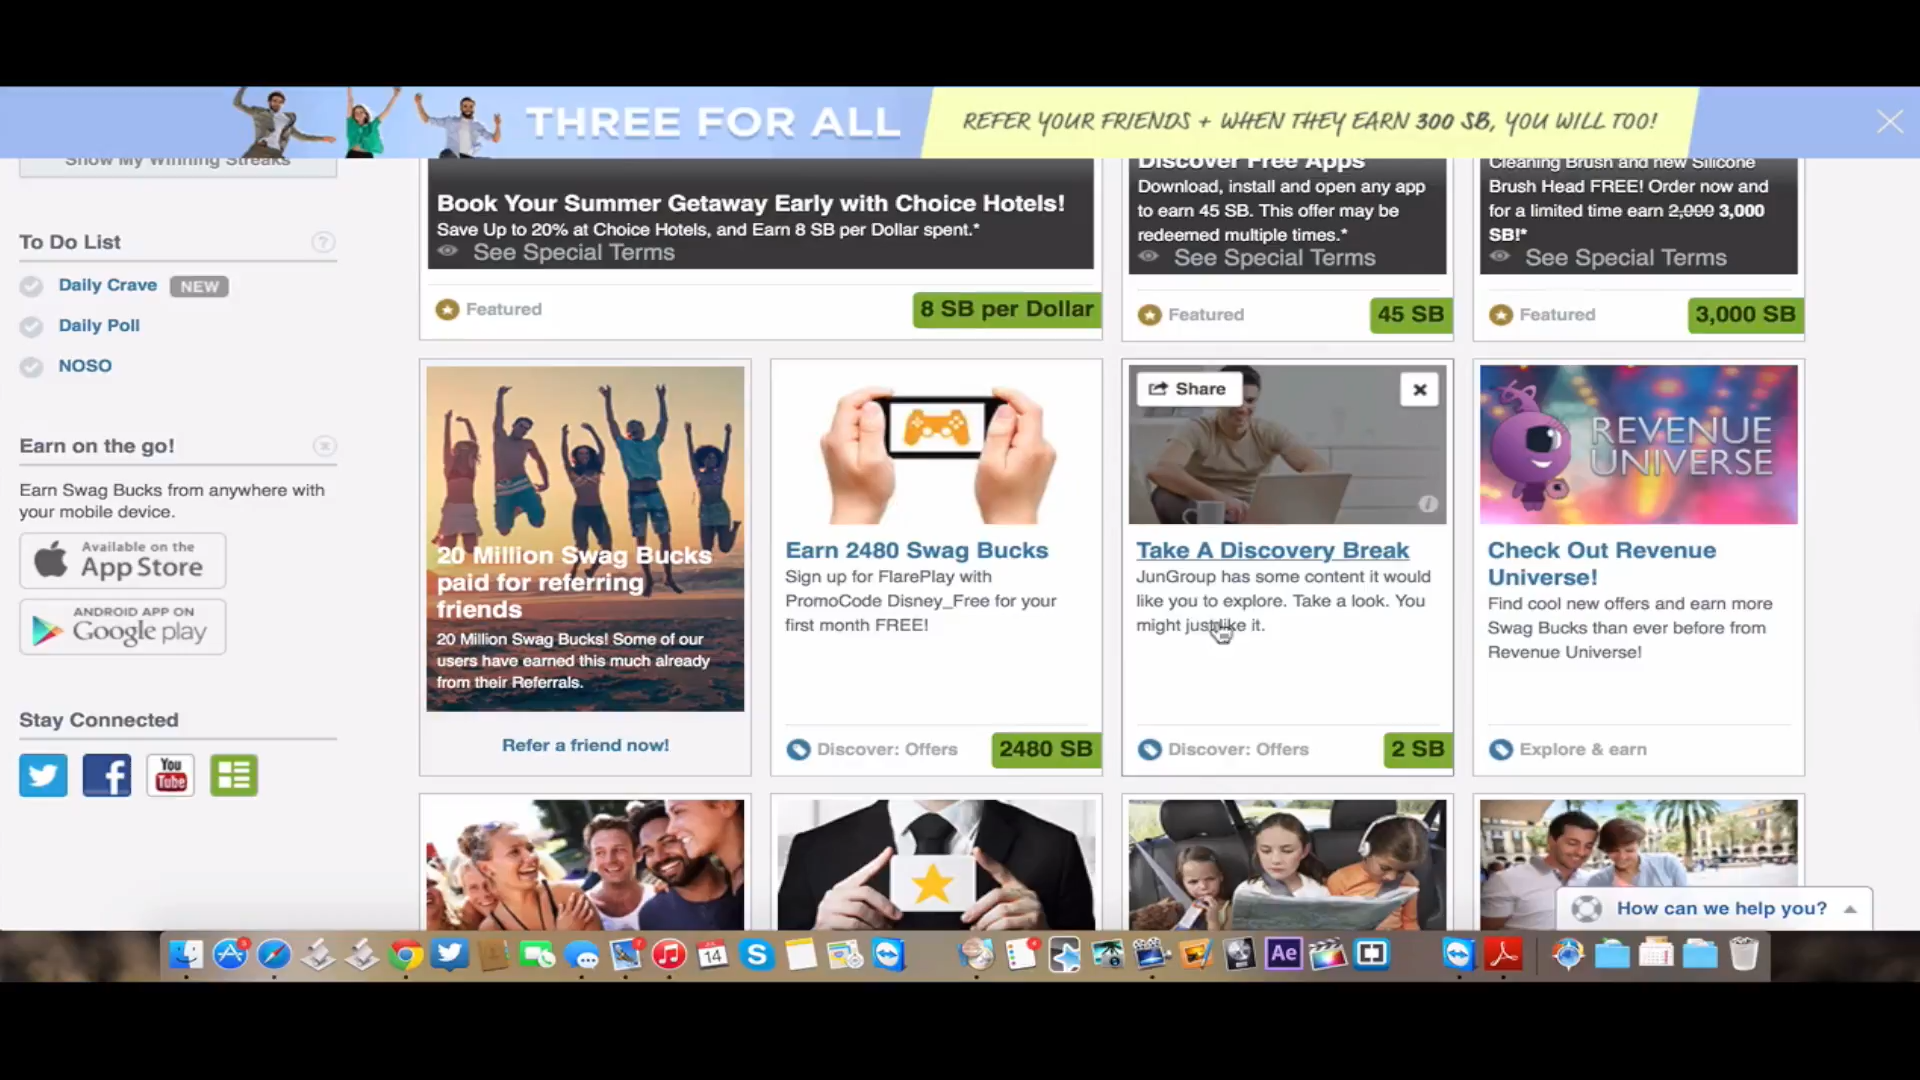 THREE FOR ALL
REFER YOUR FRIENDS + WHEN THEY EARN 300 SB, YOU WILL TOO!
Show My Winning Streaks
To Do List
?
Daily Crave NEW
Daily Poll
NOSO
Earn on the go!
Earn Swag Bucks from anywhere with
your mobile device.
Available on the
App Store
ANDROID APP ON
Google play
Stay Connected
You
Tube
Book Your Summer Getaway Early with Choice Hotels!
Save Up to 20% at Choice Hotels, and Earn 8 SB per Dollar spent.*
See Special Terms
Featured
8 SB per Dollar
Discover Free Apps
Download, install and open any app
to earn 45 SB. This offer may be
redeemed multiple times.*
See Special Terms
Featured
45 SB
Cleaning Brush and new Silicone
Brush Head FREE! Order now and
for a limited time earn 2,000 3,000
SB!*
See Special Terms
Featured
3,000 SB
20 Million Swag Bucks
paid for referring
friends
20 Million Swag Bucks! Some of our
users have earned this much already
from their Referrals.
Refer a friend now!
Earn 2480 Swag Bucks
Sign up for FlarePlay with
PromoCode Disney_Free for your
first month FREE!
Discover: Offers
2480 SB
Share
Take A Discovery Break
JunGroup has some content it would
like you to explore. Take a look. You
might just like it.
Discover: Offers
2 SB
REVENUE
UNIVERSE
Check Out Revenue
Universe!
Find cool new offers and earn more
Swag Bucks than ever before from
Revenue Universe!
Explore & earn
How can we help you?
14
Ae